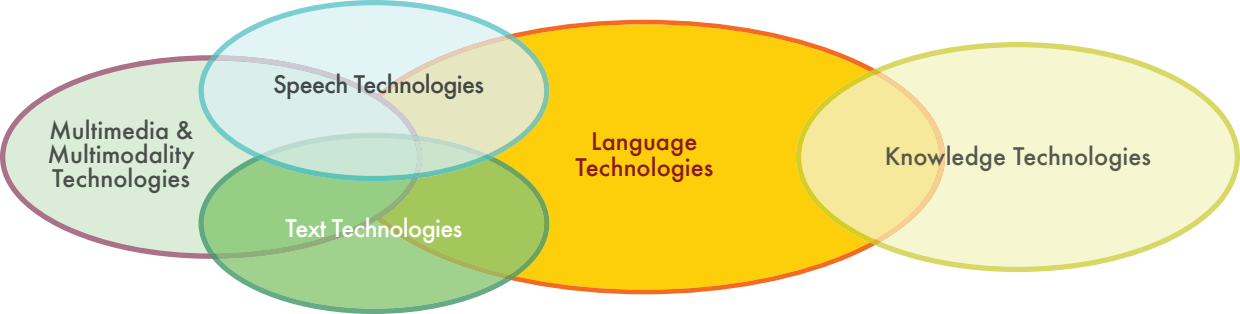 Speech Technologies
Multimedia &
Multimodality
Technologies
Language
Technologies
Knowledge Technologies
Text Technologies